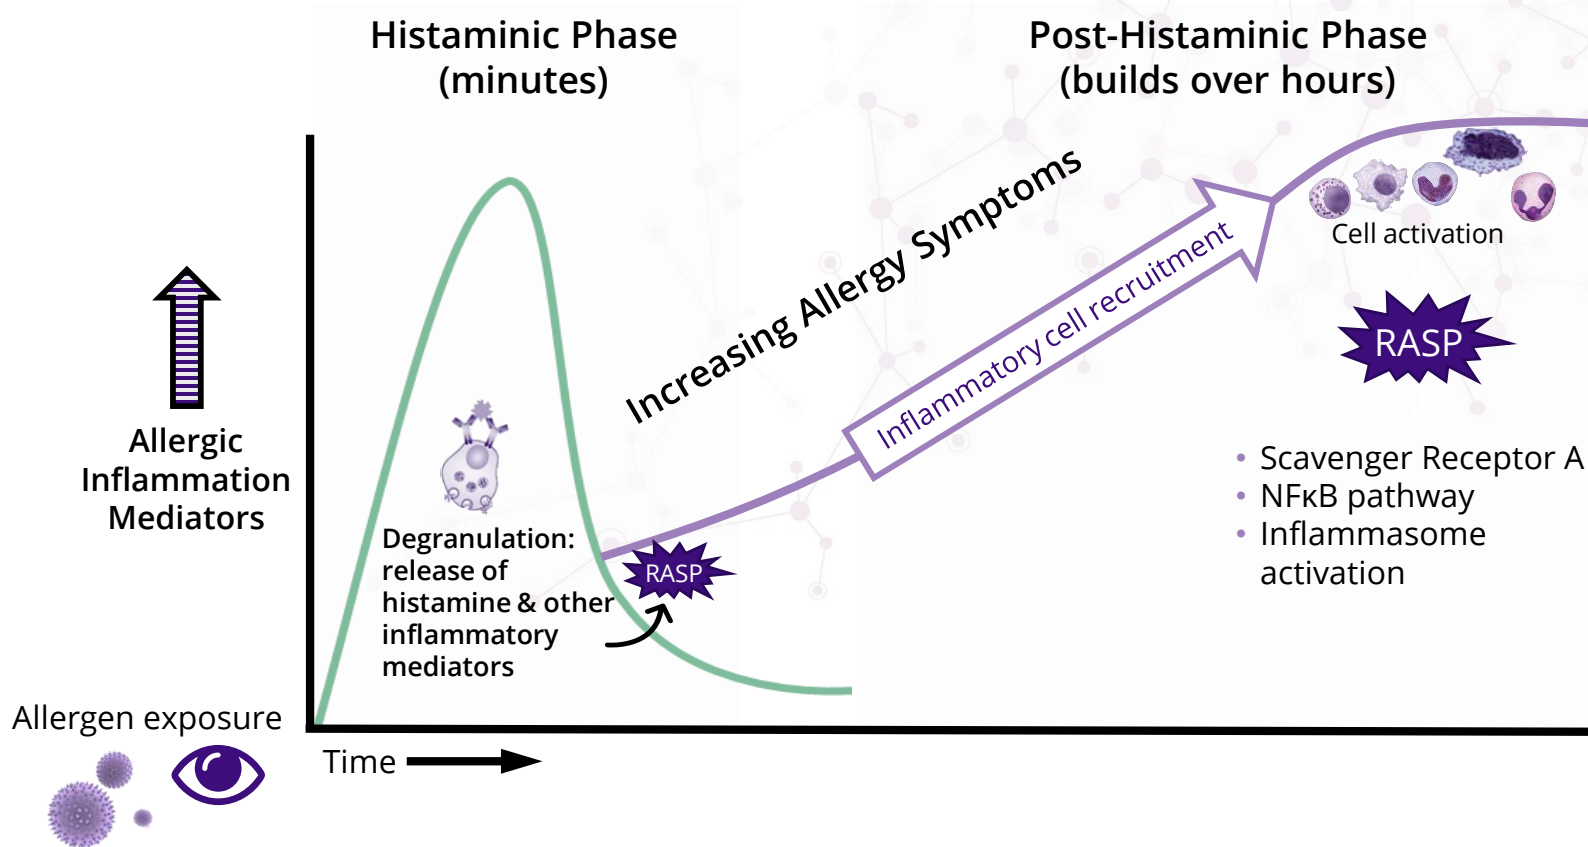 Histaminic Phase
(minutes)
Post-Histaminic Phase
(builds over hours)
Increasing Allergy Symptoms
Inflammatory cell recruitment
Cell activation
RASP
Allergic
Inflammation
Mediators
• Scavenger Receptor A
• NFκB pathway
• Inflammasome
activation
Degranulation:
release of
histamine & other
inflammatory
mediators
RASP
Allergen exposure
Time